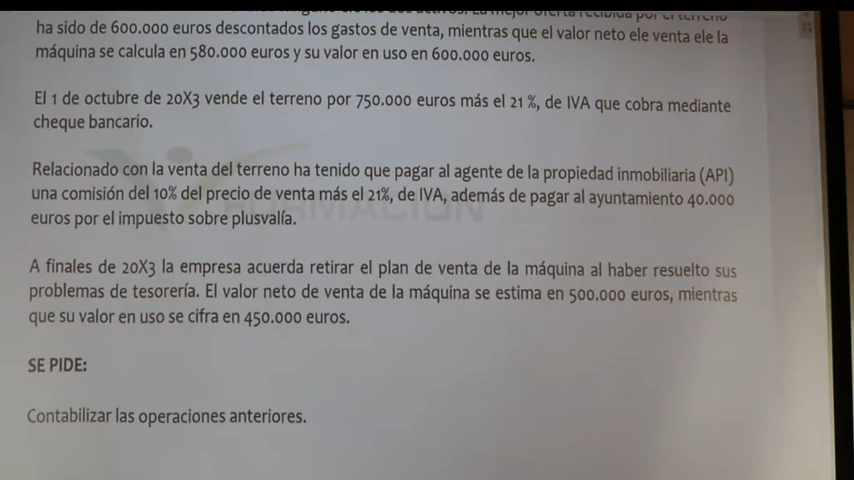 La mejor oferta recibida por el terreno
ha sido de 600.000 euros descontados los gastos de venta, mientras que el valor neto ele venta ele la
máquina se calcula en 580.000 euros y su valor en uso en 600.000 euros.
El 1 de octubre de 20X3 vende el terreno por 750.000 euros más el 21 %, de IVA que cobra mediante
cheque bancario.
Relacionado con la venta del terreno ha tenido que pagar al agente de la propiedad inmobiliaria (API)
una comisión del 10% del precio de venta más el 21%, de IVA, además de pagar al ayuntamiento 40.000
euros por el impuesto sobre plusvalía.
FORMACIÓN
A finales de 20X3 la empresa acuerda retirar el plan de venta de la máquina al haber resuelto sus
problemas de tesorería. El valor neto de venta de la máquina se estima en 500.000 euros, mientras
que su valor en uso se cifra en 450.000 euros.
SE PIDE:
Contabilizar las operaciones anteriores.